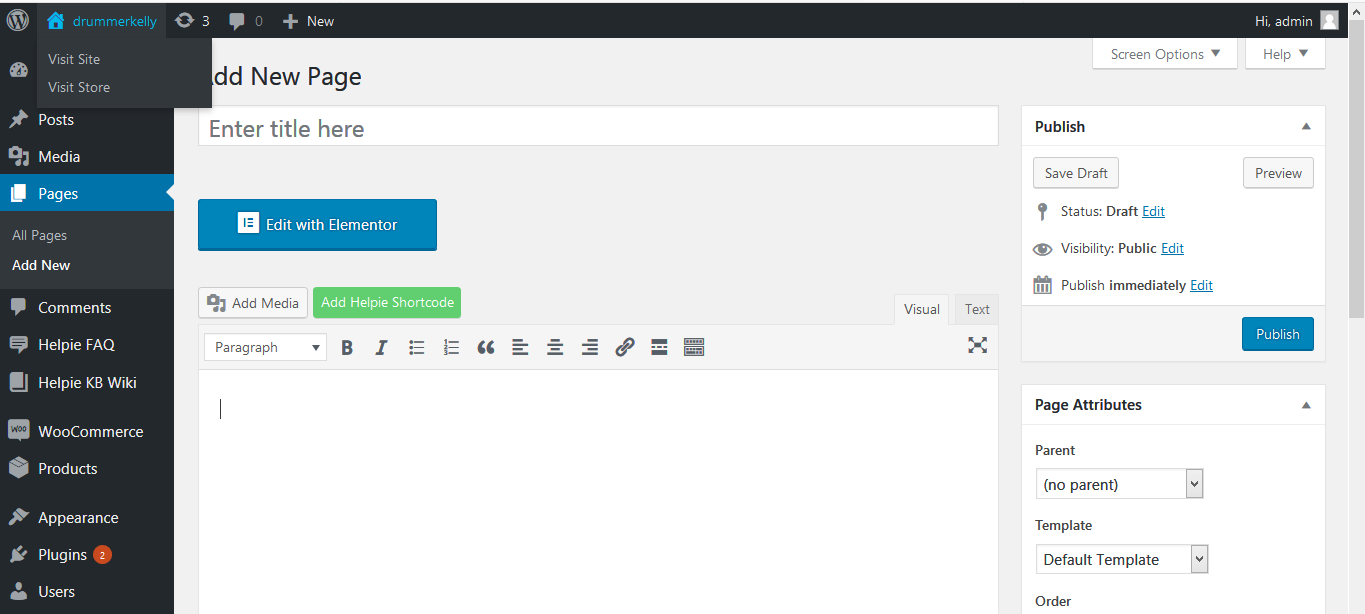 drummerkelly 3 0 New Hi, admin
Visit Site
Visit Store
Screen Options Help
dd New Page
Posts
Media
Pages
All Pages
Add New
Comments
Helpie FAQ
Helpie KB Wiki
WOO WooCommerce
Products
Appearance
Plugins 2
Users
Enter title here
Edit with Elementor
Add Media Add Helpie Shortcode Visual Text
Paragraph B I
Publish
Save Draft Preview
Status: Draft Edit
Visibility: Public Edit
Publish immediately Edit
Publish
Page Attributes
Parent
(no parent)
Template
Default Template
Order